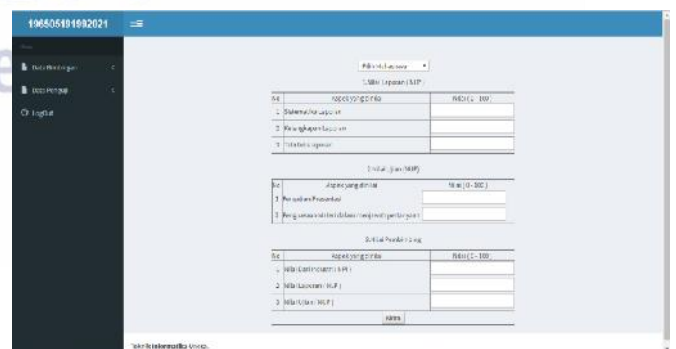 196505191992021
Data Bimbingan
Data Penguji
LogOut
Pilih Mahasiswa
1. Nilai Laporan ( NLP )
No Aspek yang dinilai Nilai ( 0 - 100 )
1 Sistematika Laporan
2 Kelengkapan Laporan
3 Tata tulis Laporan
2. Nilai Ujian (NUP)
No Aspek yang dinilai Nilai ( 0 - 100 )
1 Penyajian Presentasi
2 Penguasaan materi dalam menjawab pertanyaan
3. Nilai Pembimbing
No Aspek yang dinilai Nilai ( 0 - 100 )
1 Nilai Dari Industri ( NPI )
2 Nilai Laporan ( NLP )
3 Nilai Ujian ( NUP )
Kirim
Teknik Informatika